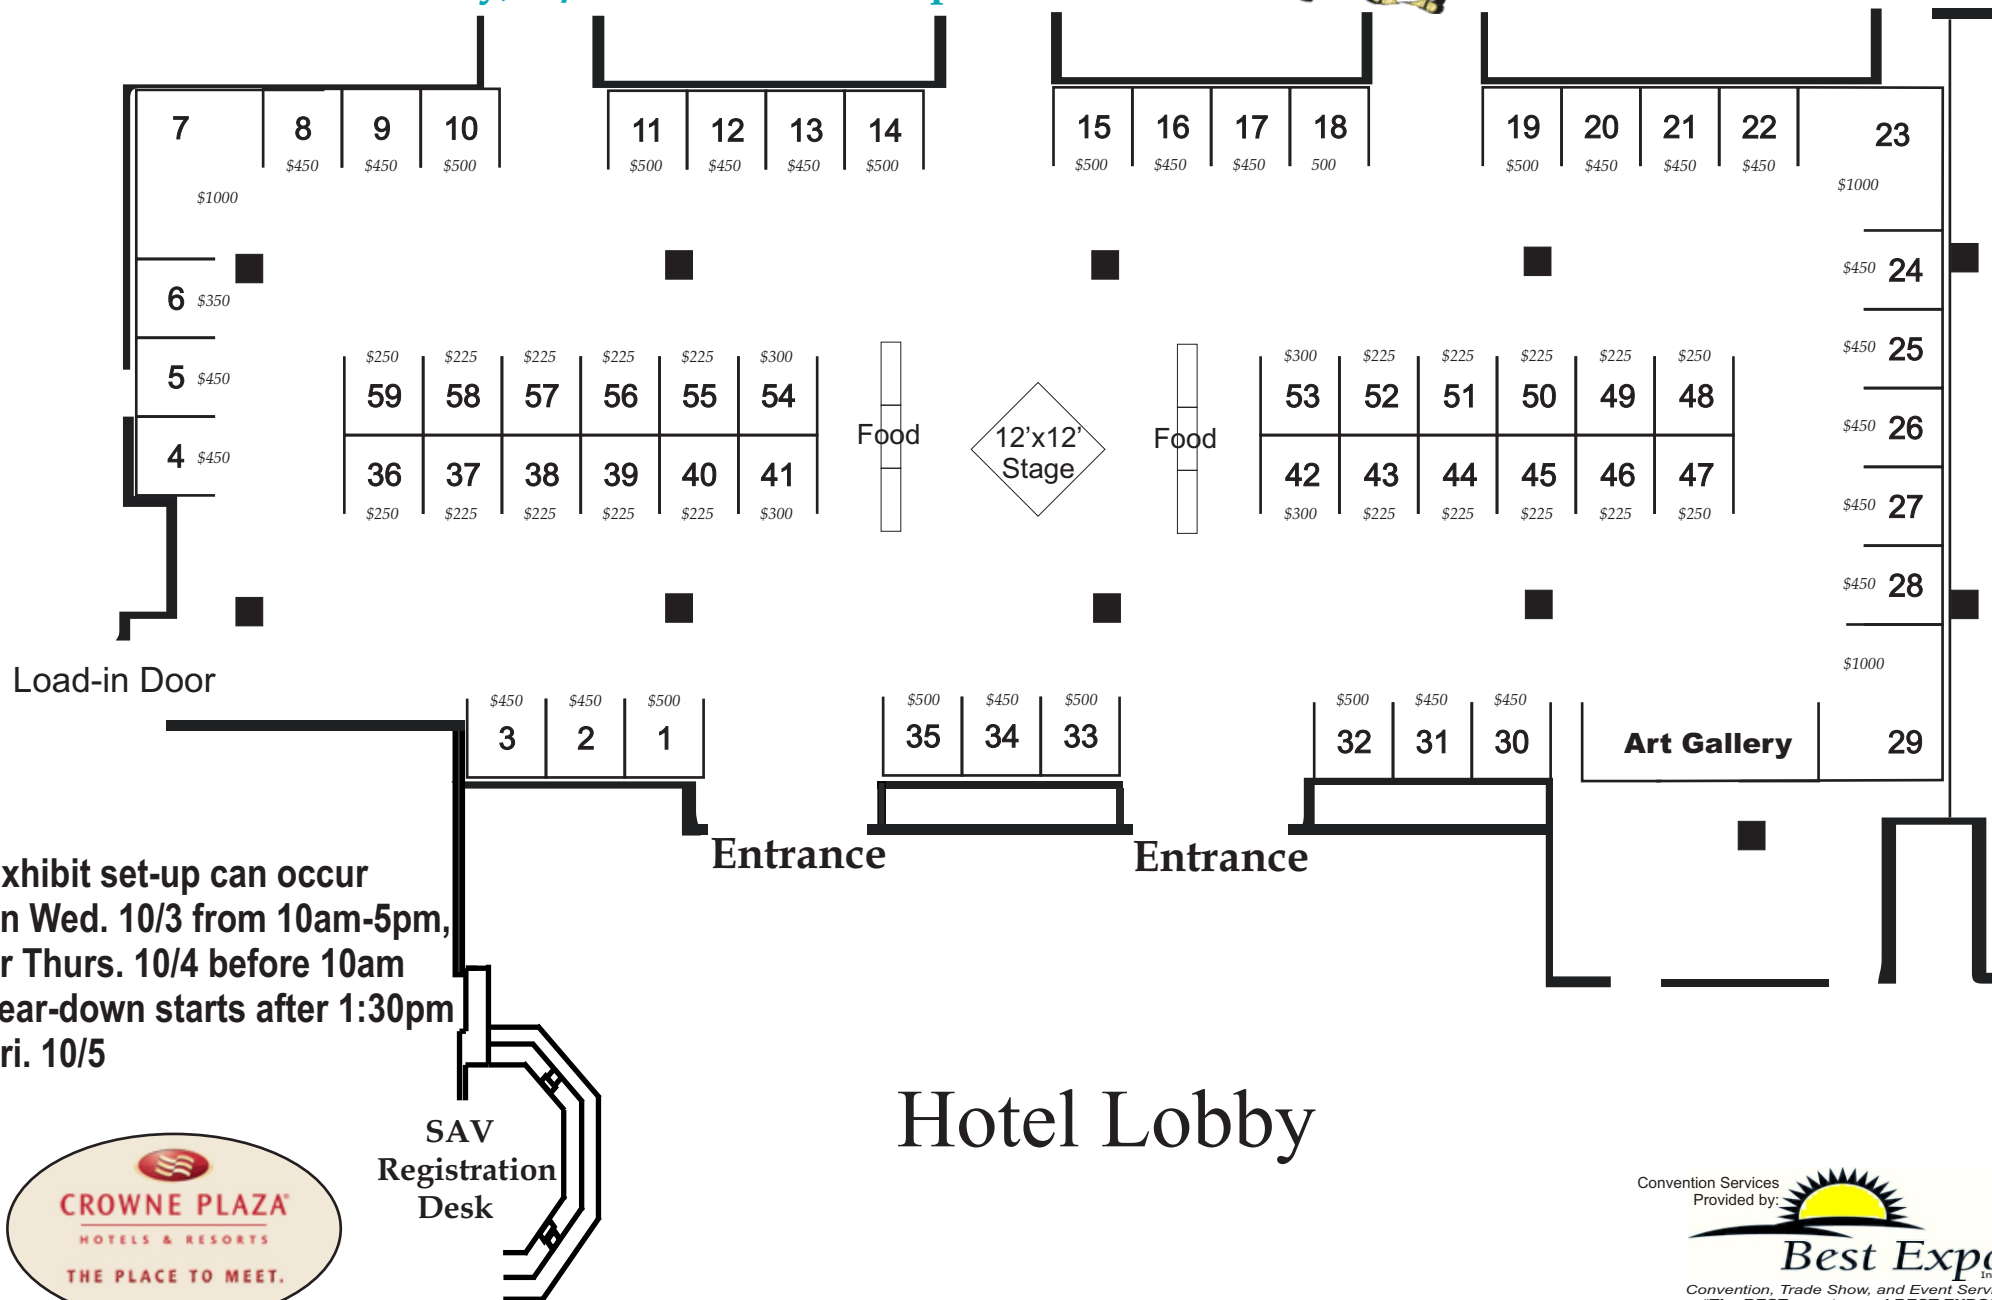 7 8 9 10 11 12 13 14 15 16 17 18 19 20 21 22 23
$450 $450 $500 $500 $450 $450 $500 $500 $450 $450 500 $500 $450 $450 $450
$1000 $1000
24 $450
6 $350
25 $450
5 $450
26 $450
4 $450
27 $450
28 $450
$250 $225 $225 $225 $225 $300 $300 $225 $225 $225 $225 $250
59 58 57 56 55 54 53 52 51 50 49 48
Food
12’x12’
Stage
Food
36 37 38 39 40 41 42 43 44 45 46 47
$250 $225 $225 $225 $225 $300 $300 $225 $225 $225 $225 $250
Load-in Door
$1000
$450 $450 $500 $500 $450 $500 $500 $450 $450
3 2 1 35 34 33 32 31 30 Art Gallery 29
Entrance Entrance
xhibit set-up can occur
n Wed. 10/3 from 10am-5pm,
r Thurs. 10/4 before 10am
ear-down starts after 1:30pm
ri. 10/5
Hotel Lobby
SAV
Registration
Desk
CROWNE PLAZA
HOTELS & RESORTS
THE PLACE TO MEET.
Convention Services
Provided by:
Best Expo
In
Convention, Trade Show, and Event Serv